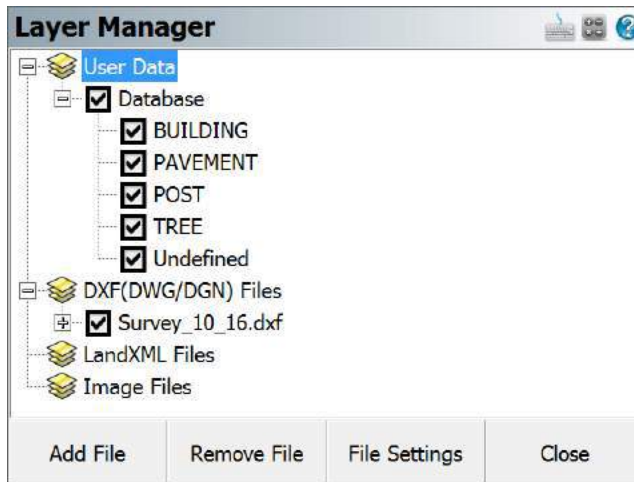 Layer Manager
User Data
Database
BUILDING
PAVEMENT
POST
TREE
Undefined
DXF(DWG/DGN) Files
Survey_10_16.dxf
LandXML Files
Image Files
Add File Remove File File Settings Close